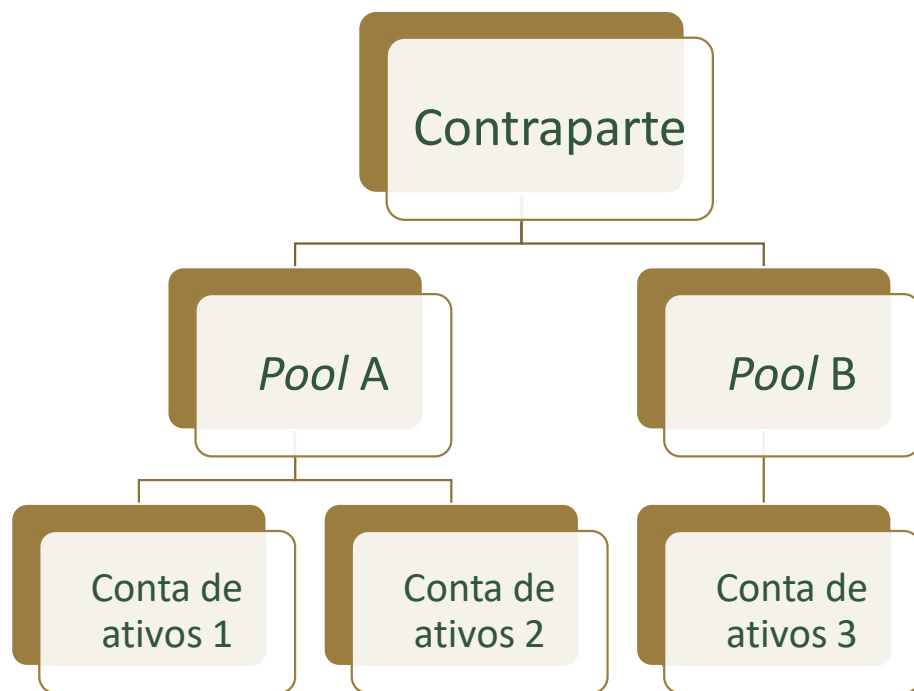 Contraparte
Pool A
Pool B
Conta de
ativos 1
Conta de
ativos 2
Conta de
ativos 3